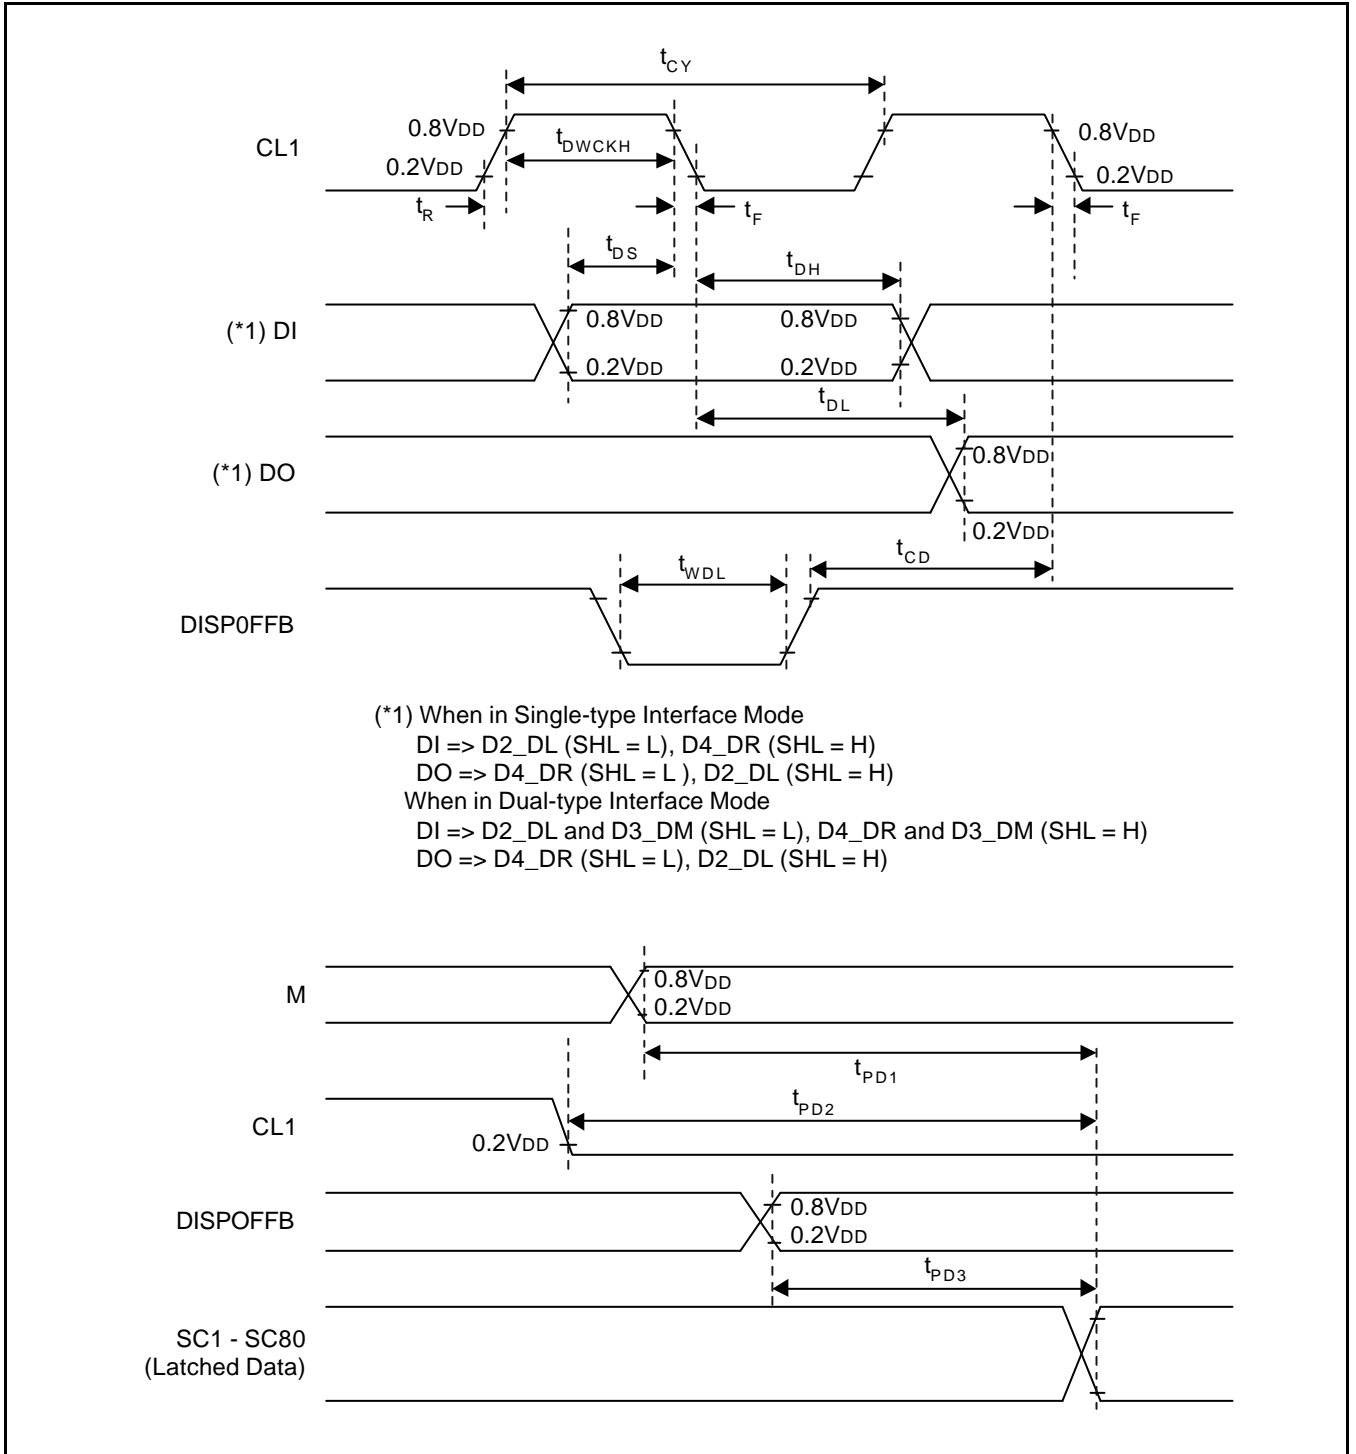 tCY
0.8VDD
CL1
tDWCKH
0.8VDD
0.2VDD
0.2VDD
tR
tF
tF
tDS
tDH
(*1) DI
0.8VDD
0.8VDD
0.2VDD
0.2VDD
tDL
(*1) DO
0.8VDD
0.2VDD
tCD
tWDL
DISP0FFB
(*1) When in Single-type Interface Mode
DI => D2_DL (SHL = L), D4_DR (SHL = H)
DO => D4_DR (SHL = L ), D2_DL (SHL = H)
When in Dual-type Interface Mode
DI => D2_DL and D3_DM (SHL = L), D4_DR and D3_DM (SHL = H)
DO => D4_DR (SHL = L), D2_DL (SHL = H)
M
0.8VDD
0.2VDD
tPD1
tPD2
CL1
0.2VDD
DISPOFFB
0.8VDD
0.2VDD
tPD3
SC1 - SC80
(Latched Data)